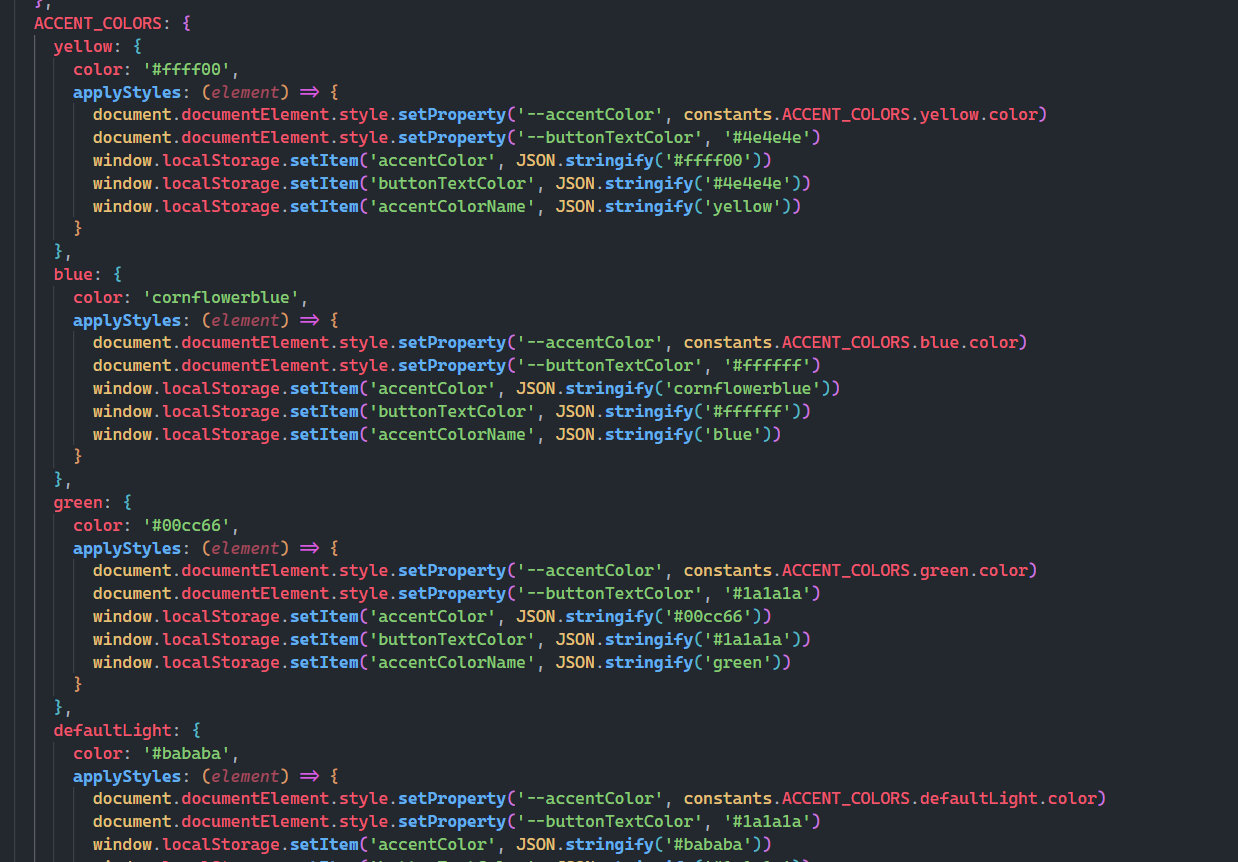 },
ACCENT_COLORS: {
yellow: {
color: '#ffff00',
applyStyles: (element) => {
document.documentElement.style.setProperty('--accentColor', constants.ACCENT_COLORS.yellow.color)
document.documentElement.style.setProperty('--buttonTextColor', '#4e4e4e')
window.localStorage.setItem('accentColor', JSON.stringify('#ffff00'))
window.localStorage.setItem('buttonTextColor', JSON.stringify('#4e4e4e'))
window.localStorage.setItem('accentColorName', JSON.stringify('yellow'))
}
},
blue: {
color: 'cornflowerblue',
applyStyles: (element) => {
document.documentElement.style.setProperty('--accentColor', constants.ACCENT_COLORS.blue.color)
document.documentElement.style.setProperty('--buttonTextColor', '#ffffff')
window.localStorage.setItem('accentColor', JSON.stringify('cornflowerblue'))
window.localStorage.setItem('buttonTextColor', JSON.stringify('#ffffff'))
window.localStorage.setItem('accentColorName', JSON.stringify('blue'))
}
},
green: {
color: '#00cc66',
applyStyles: (element) => {
document.documentElement.style.setProperty('--accentColor', constants.ACCENT_COLORS.green.color)
document.documentElement.style.setProperty('--buttonTextColor', '#1a1a1a')
window.localStorage.setItem('accentColor', JSON.stringify('#00cc66'))
window.localStorage.setItem('buttonTextColor', JSON.stringify('#1a1a1a'))
window.localStorage.setItem('accentColorName', JSON.stringify('green'))
}
},
defaultLight: {
color: '#bababa',
applyStyles: (element) => {
document.documentElement.style.setProperty('--accentColor', constants.ACCENT_COLORS.defaultLight.color)
document.documentElement.style.setProperty('--buttonTextColor', '#1a1a1a')
window.localStorage.setItem('accentColor', JSON.stringify('#bababa'))